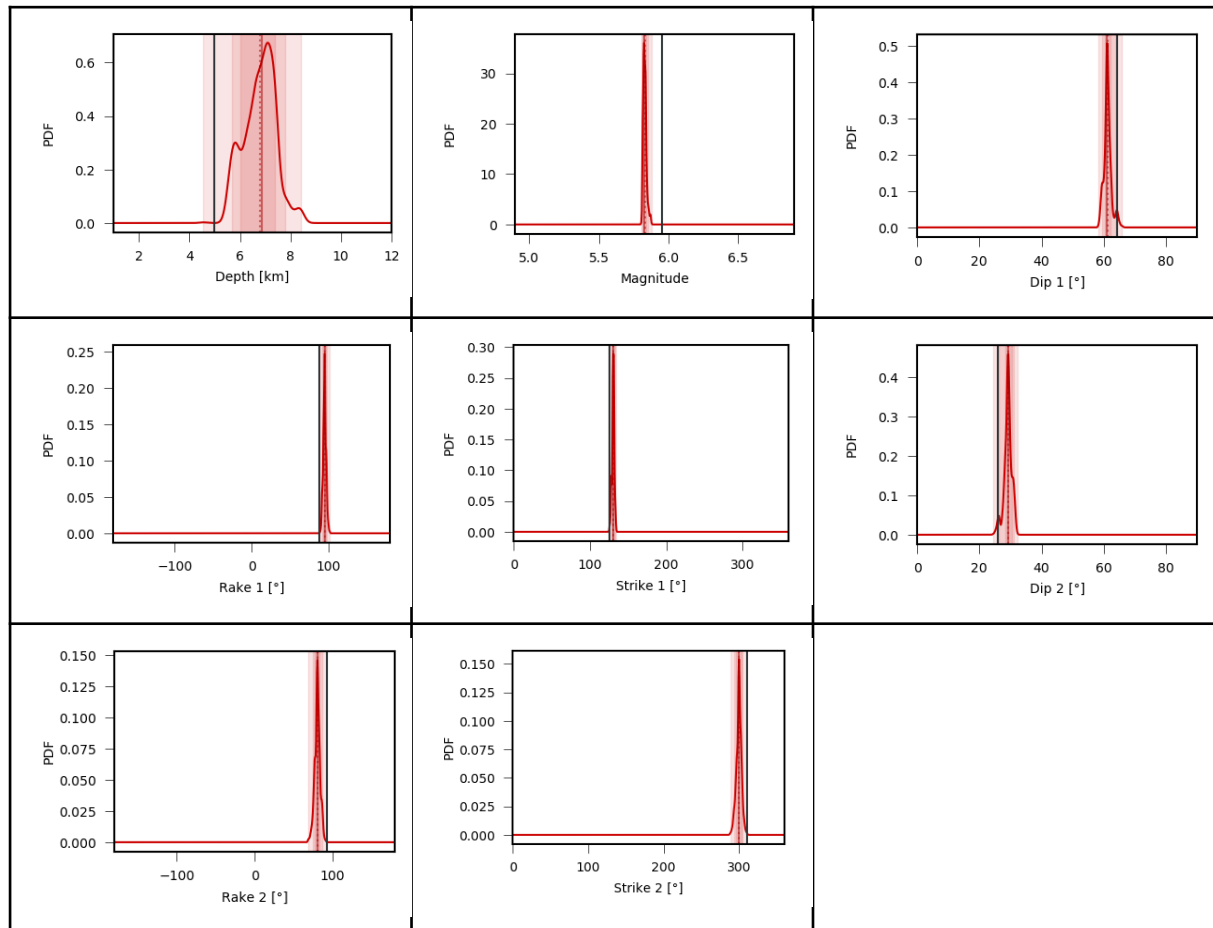 PDF
0.6
0.4
0.2
0.0
2 4 6 8 10 12
Depth [km]
PDF
30
20
10
0
5.0 5.5 6.0 6.5
Magnitude
PDF
0.5
0.4
0.3
0.2
0.1
0.0
0 20 40 60 80
Dip 1 [°]
PDF
0.25
0.20
0.15
0.10
0.05
0.00
−100 0 100
Rake 1 [°]
PDF
0.30
0.25
0.20
0.15
0.10
0.05
0.00
0 100 200 300
Strike 1 [°]
PDF
0.4
0.3
0.2
0.1
0.0
0 20 40 60 80
Dip 2 [°]
PDF
0.150
0.125
0.100
0.075
0.050
0.025
0.000
−100 0 100
Rake 2 [°]
PDF
0.150
0.125
0.100
0.075
0.050
0.025
0.000
0 100 200 300
Strike 2 [°]